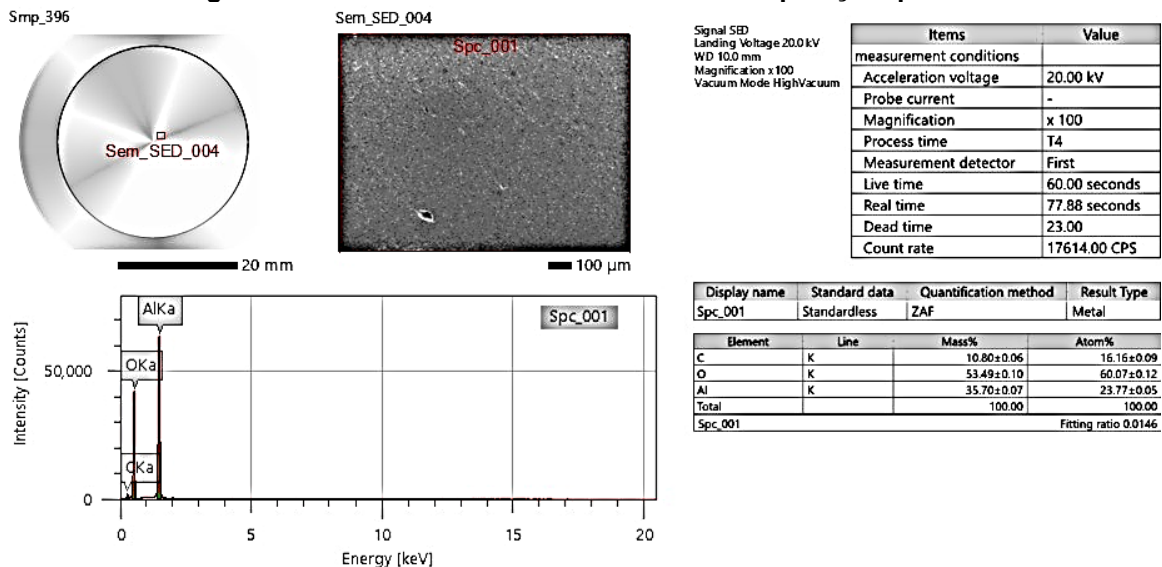 Smp_396
Sem_SED_004
20 mm
Sem_SED_004
Spc_001
100 µm
Signal SED
Landing Voltage 20.0 kV
WD 10.0 mm
Magnification x100
Vacuum Mode HighVacuum
Items Value
measurement conditions
Acceleration voltage 20.00 kV
Probe current -
Magnification x 100
Process time T4
Measurement detector First
Live time 60.00 seconds
Real time 77.88 seconds
Dead time 23.00
Count rate 17614.00 CPS
AlKa
OKa
CKa
Spc_001
Intensity [Counts]
50,000
0
0 5 10 15 20
Energy [keV]
Display name Standard data Quantification method Result Type
Spc_001 Standardless ZAF Metal
Element Line Mass% Atom%
C K 10.80±0.06 16.16±0.09
O K 53.49±0.10 60.07±0.12
Al K 35.70±0.07 23.77±0.05
Total 100.00 100.00
Spc_001 Fitting ratio 0.0146